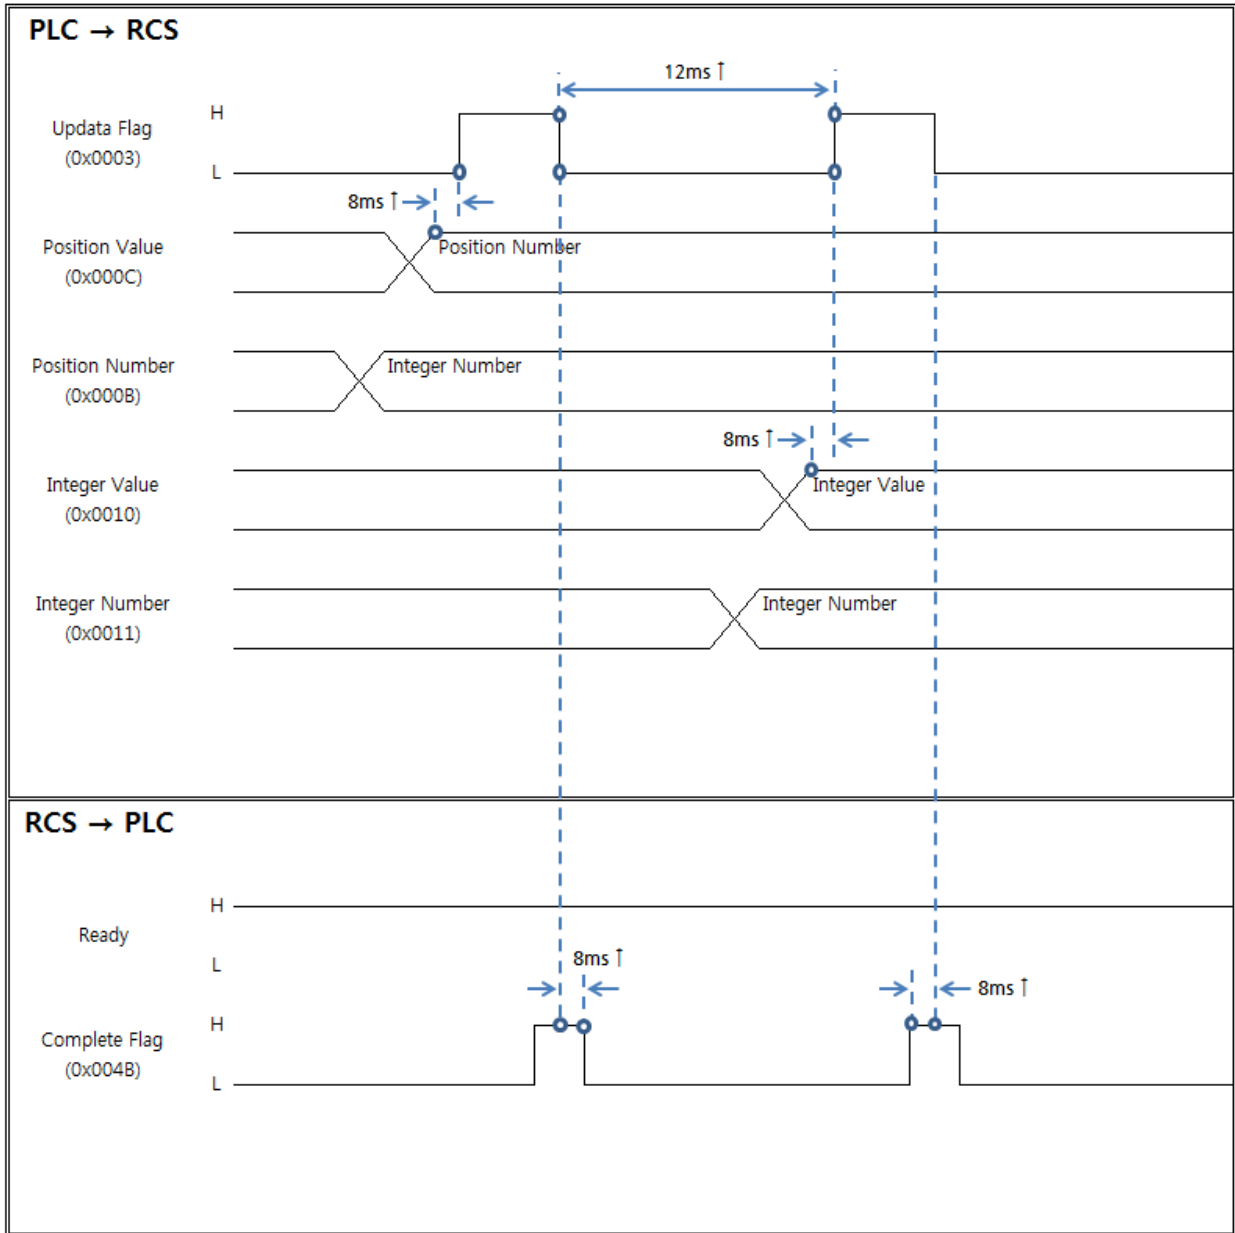 PLC → RCS
12ms ↑
Updata Flag
(0x0003)
H
L
8ms ↑
Position Value
(0x000C)
Position Number
Position Number
(0x000B)
Integer Number
8ms ↑
Integer Value
(0x0010)
Integer Value
Integer Number
(0x0011)
Integer Number
RCS → PLC
Ready
H
L
8ms ↑
8ms ↑
Complete Flag
(0x004B)
H
L